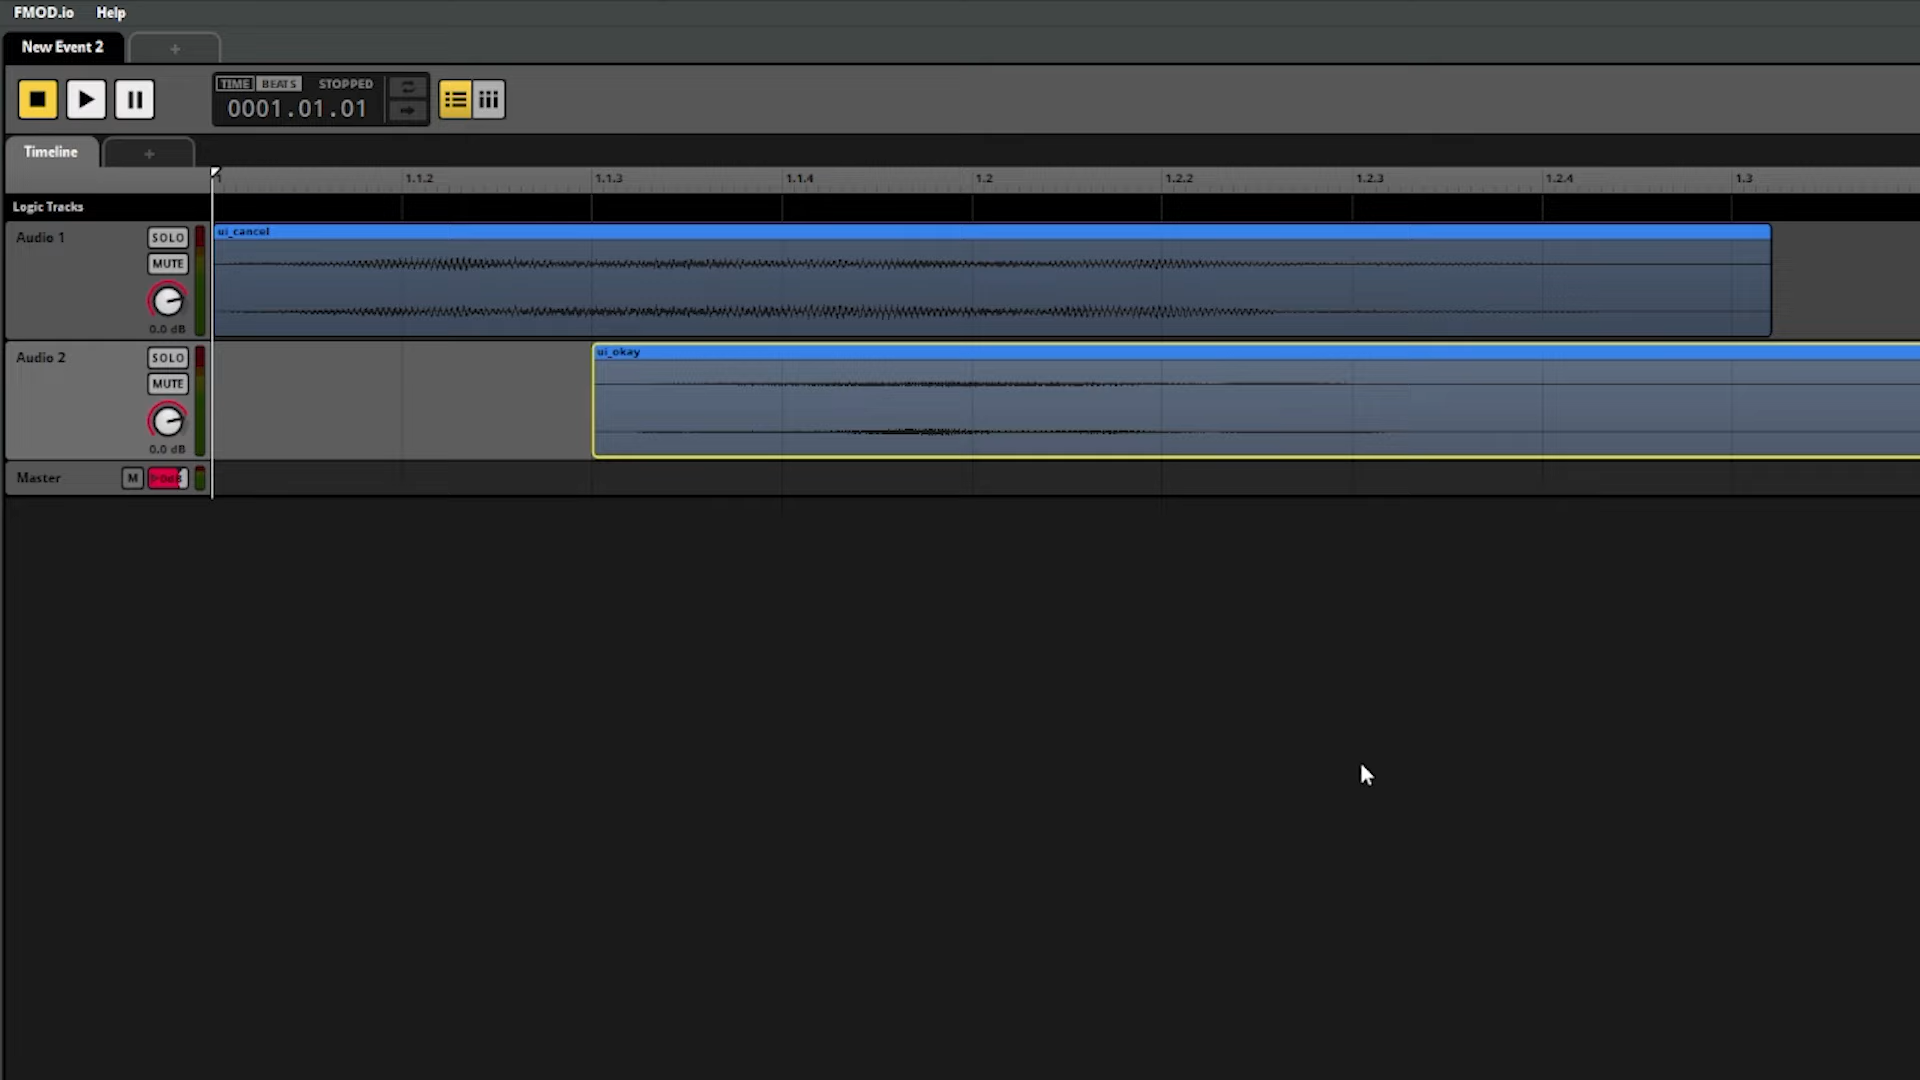 FMOD.io Help
New Event 2 +
TIME BEATS STOPPED
0001.01.01
Timeline +
1 1.1.2 1.1.3 1.1.4 1.2 1.2.2 1.2.3 1.2.4 1.3
Logic Tracks
Audio 1 SOLO ui_cancel
MUTE
0.0 dB
Audio 2 SOLO ui_okay
MUTE
0.0 dB
Master M